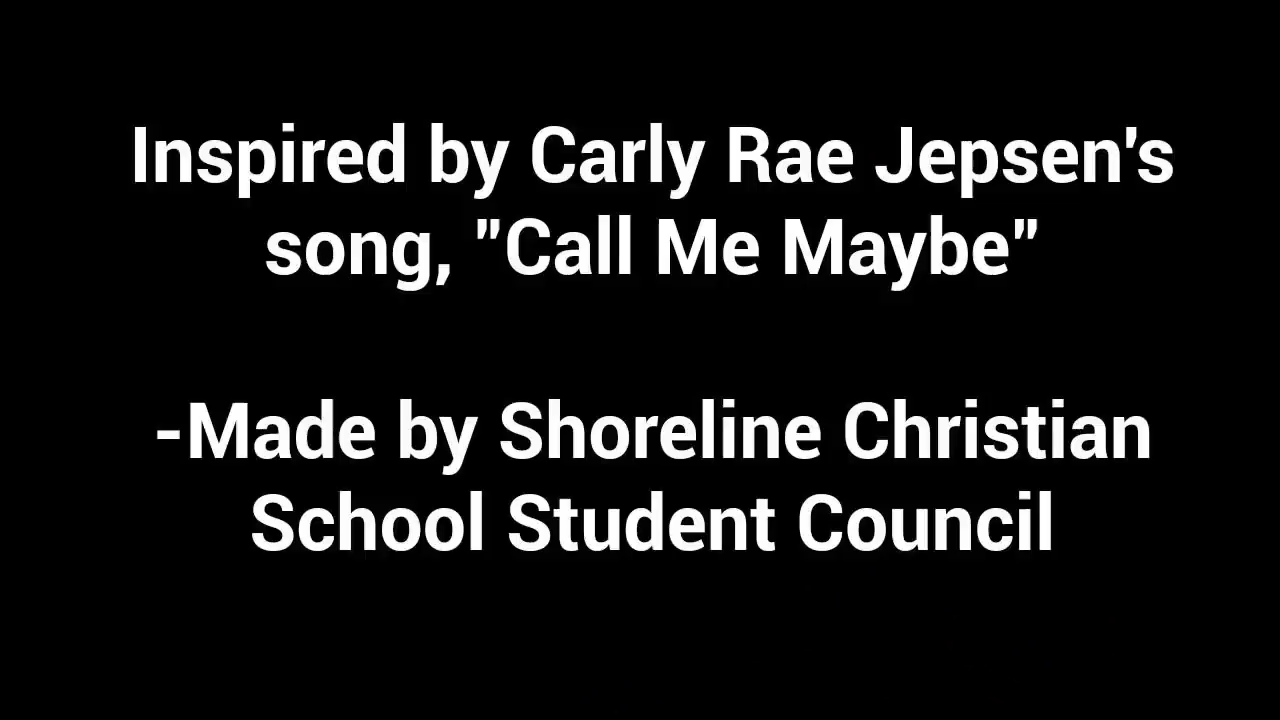 Inspired by Carly Rae Jepsen's
song, "Call Me Maybe"
-Made by Shoreline Christian
School Student Council